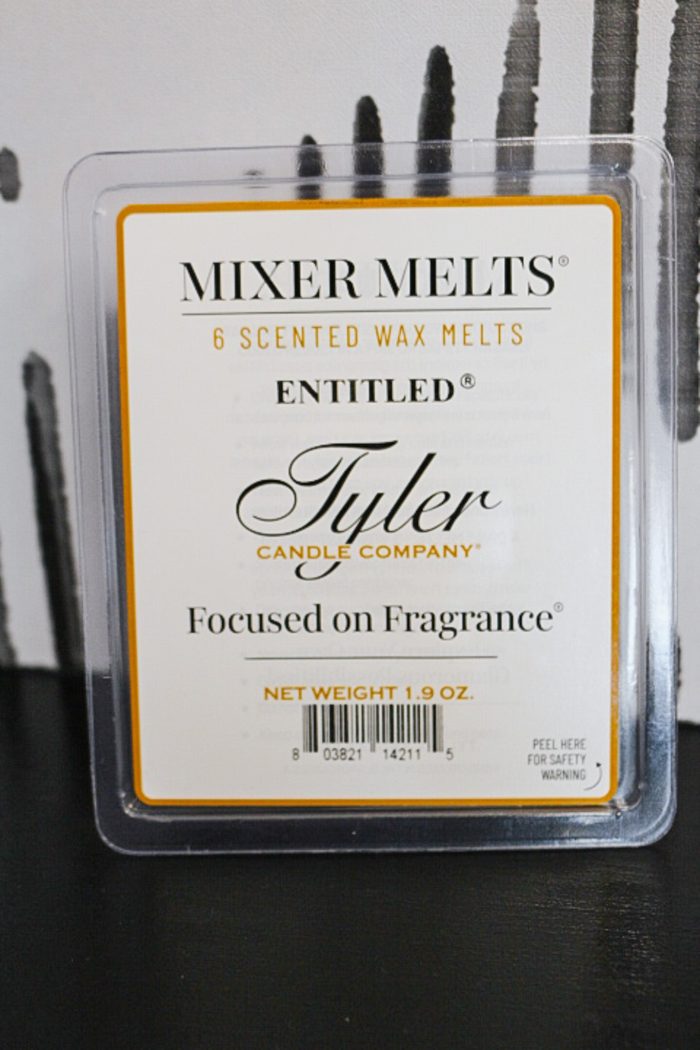 MIXER MELTS®
6 SCENTED WAX MELTS
ENTITLED®
Tyler
CANDLE COMPANY®
Focused on Fragrance®
NET WEIGHT 1.9 OZ.
8 03821 14211 5
PEEL HERE
FOR SAFETY
WARNING